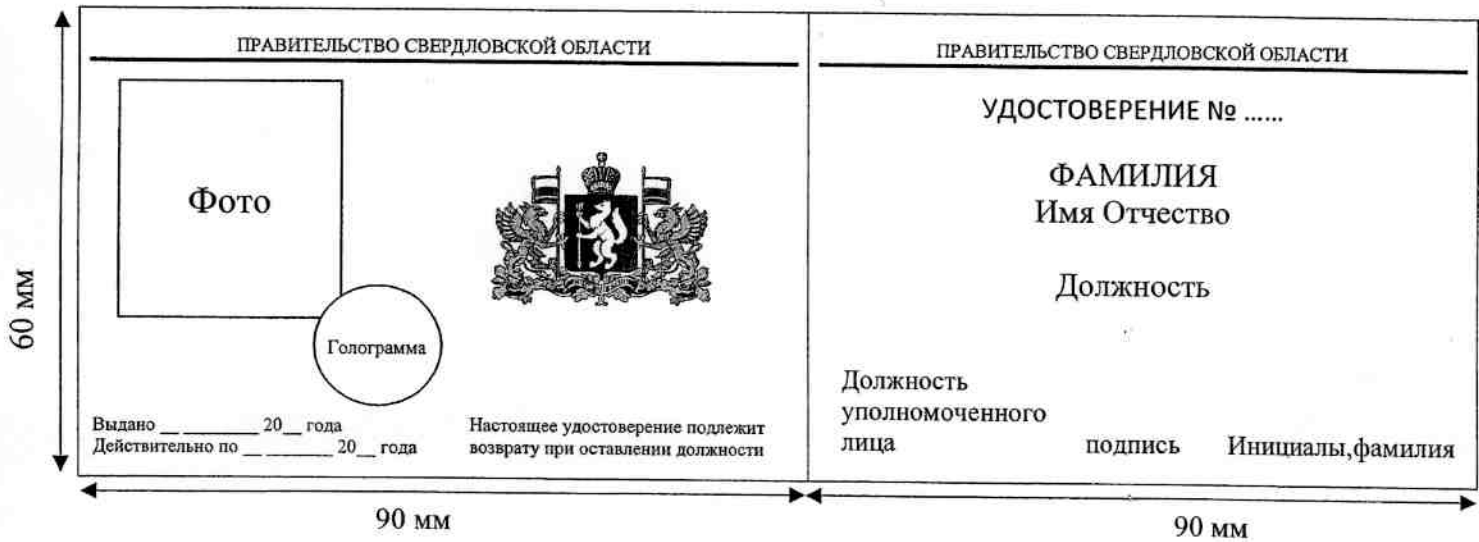 ПРАВИТЕЛЬСТВО СВЕРДЛОВСКОЙ ОБЛАСТИ
Фото
Голограмма
Выдано __ ________ 20__ года
Действительно по __ ________ 20__ года
Настоящее удостоверение подлежит
возврату при оставлении должности
ПРАВИТЕЛЬСТВО СВЕРДЛОВСКОЙ ОБЛАСТИ
УДОСТОВЕРЕНИЕ № ......
ФАМИЛИЯ
Имя Отчество
Должность
Должность
уполномоченного
лица подпись Инициалы,фамилия
60 мм
90 мм
90 мм